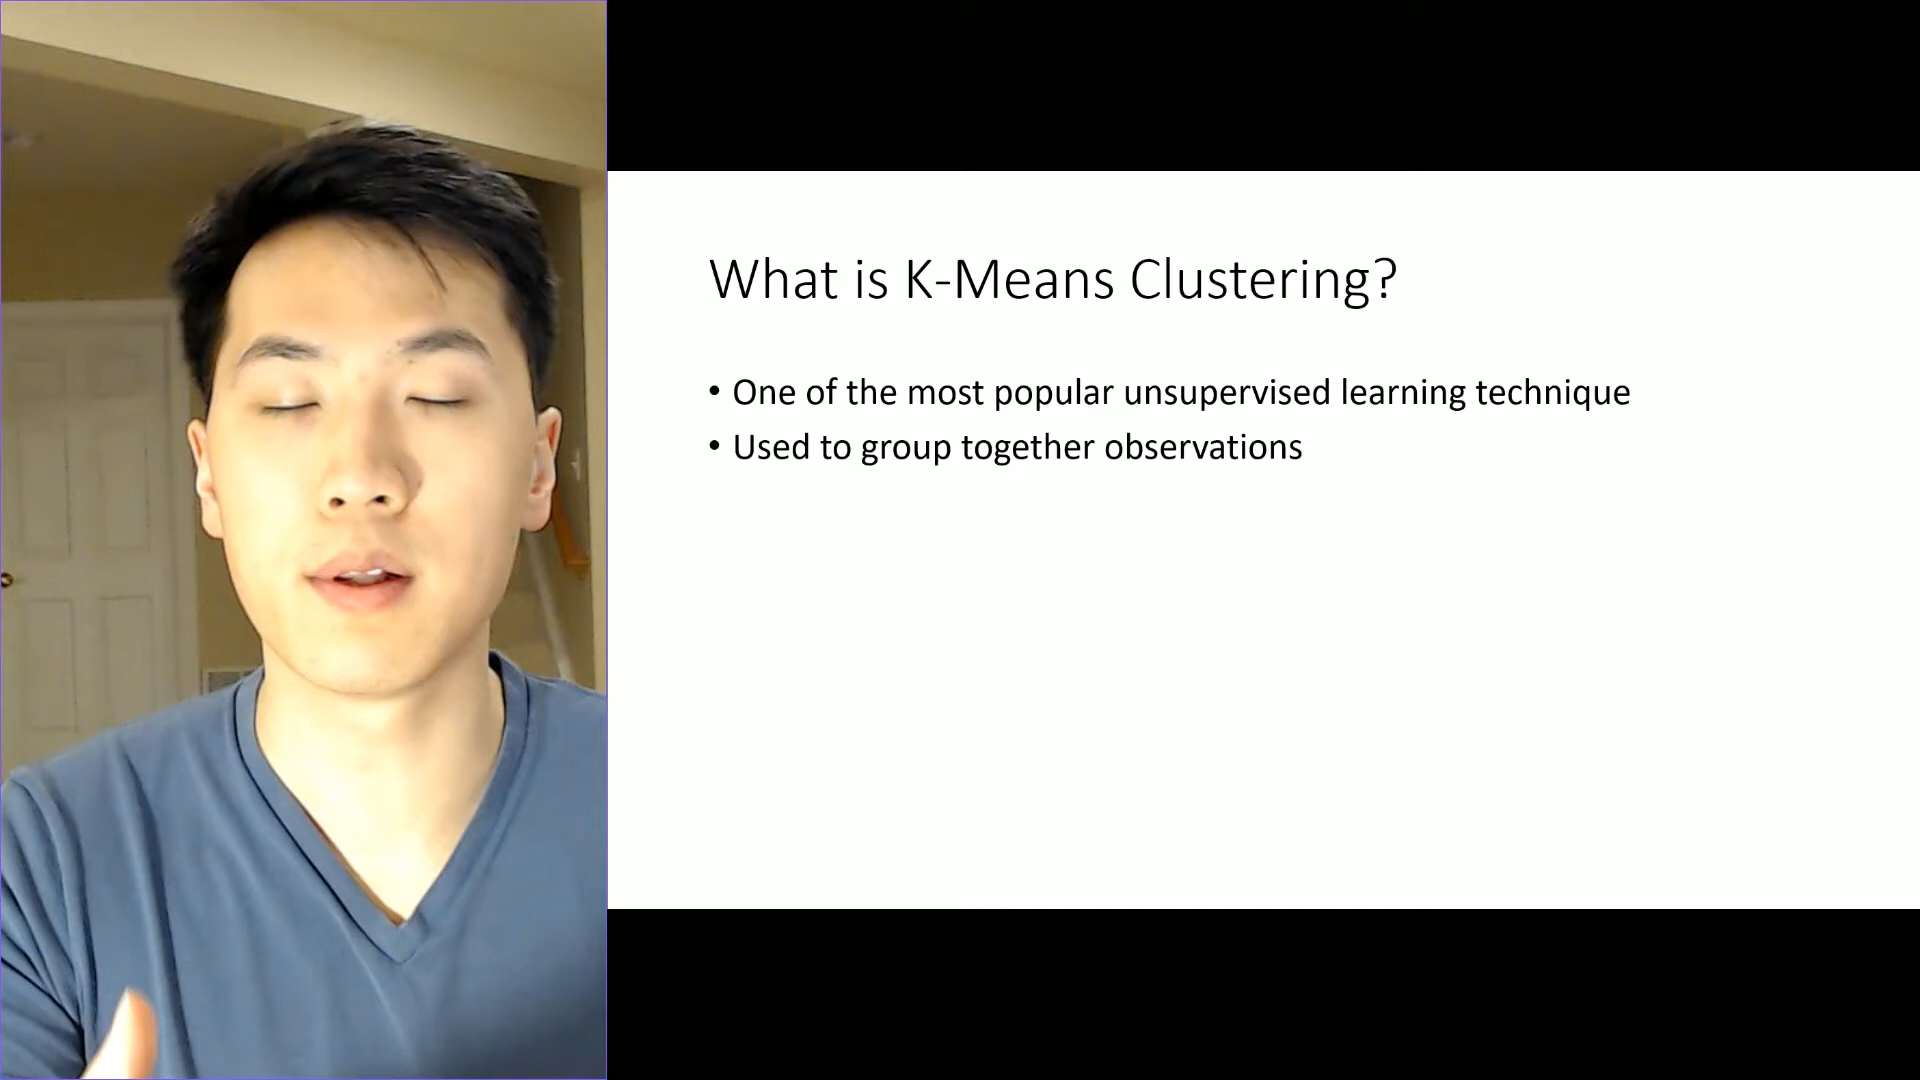 What is K-Means Clustering?
• One of the most popular unsupervised learning technique
• Used to group together observations